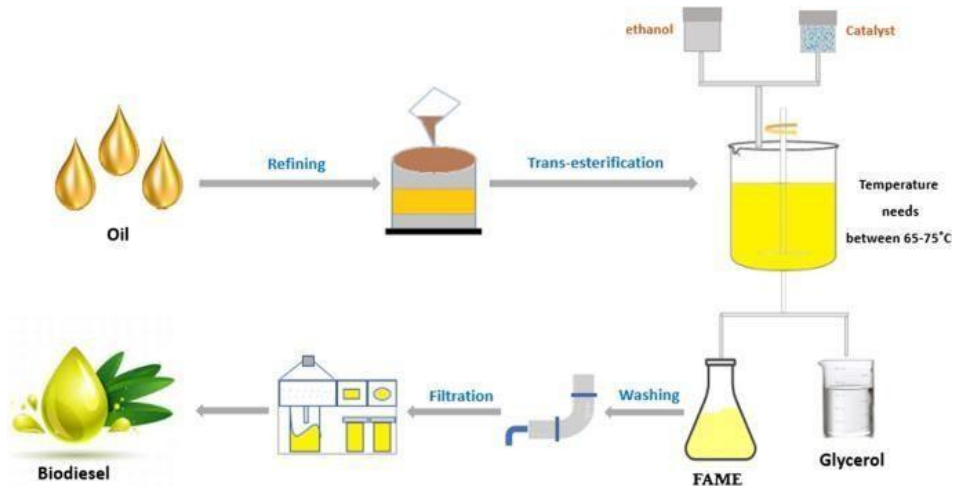 ethanol
Catalyst
Refining
Trans-esterification
Oil
Temperature
needs
between 65-75˚C
Filtration
Washing
Biodiesel
FAME
Glycerol